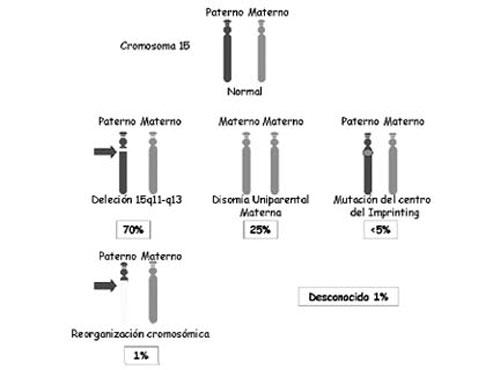 Paterno Materno
Cromosoma 15
Normal
Paterno Materno
Deleción 15q11-q13
70%
Materno Materno
Disomía Uniparental
Materna
25%
Paterno Materno
Mutación del centro
del Imprinting
<5%
Paterno Materno
Reorganización cromosómica
1%
Desconocido 1%